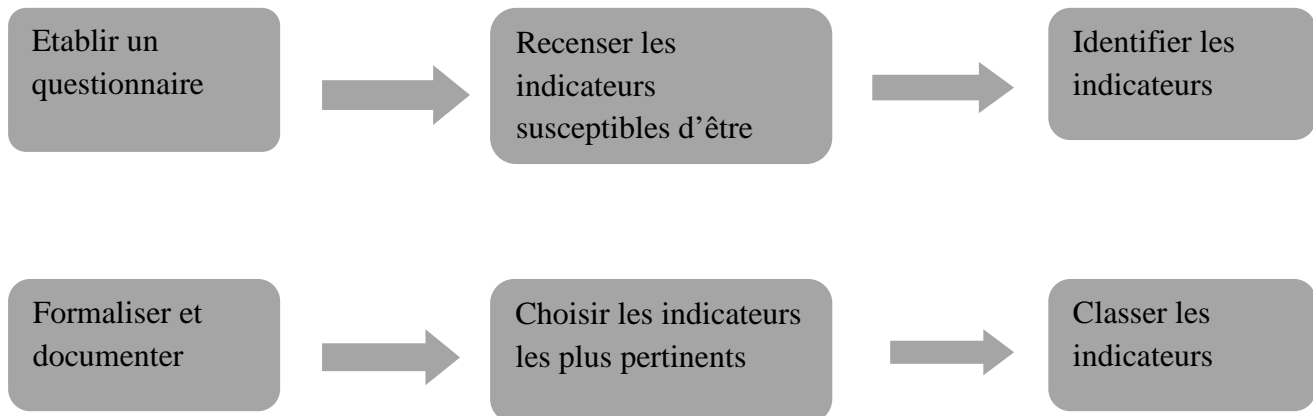 Etablir un
questionnaire
Recenser les
indicateurs
susceptibles d’être
Identifier les
indicateurs
Formaliser et
documenter
Choisir les indicateurs
les plus pertinents
Classer les
indicateurs